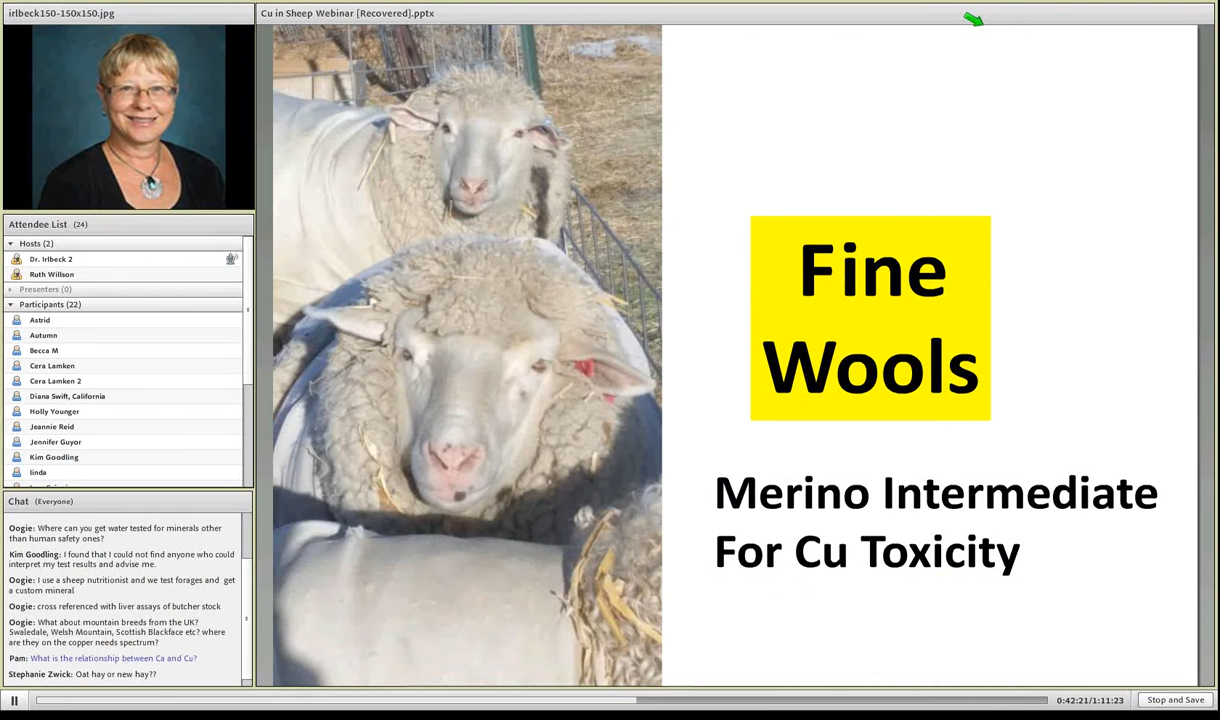 irlbeck150-150x150.jpg
Cu in Sheep Webinar [Recovered].pptx
Attendee List (24)
Hosts (2)
Dr. Irlbeck 2
Ruth Willson
Presenters (0)
Participants (22)
Astrid
Autumn
Becca M
Cera Lamken
Cera Lamken 2
Diana Swift, California
Holly Younger
Jeannie Reid
Jennifer Guyor
Kim Goodling
linda
Chat (Everyone)
Oogie: Where can you get water tested for minerals other
than human safety ones?
Kim Goodling: I found that I could not find anyone who could
interpret my test results and advise me.
Oogie: I use a sheep nutritionist and we test forages and get
a custom mineral
Oogie: cross referenced with liver assays of butcher stock
Oogie: What about mountain breeds from the UK?
Swaledale, Welsh Mountain, Scottish Blackface etc? where
are they on the copper needs spectrum?
Pam: What is the relationship between Ca and Cu?
Stephanie Zwick: Oat hay or new hay??
Fine
Wools
Merino Intermediate
For Cu Toxicity
0:42:21/1:11:23
Stop and Save